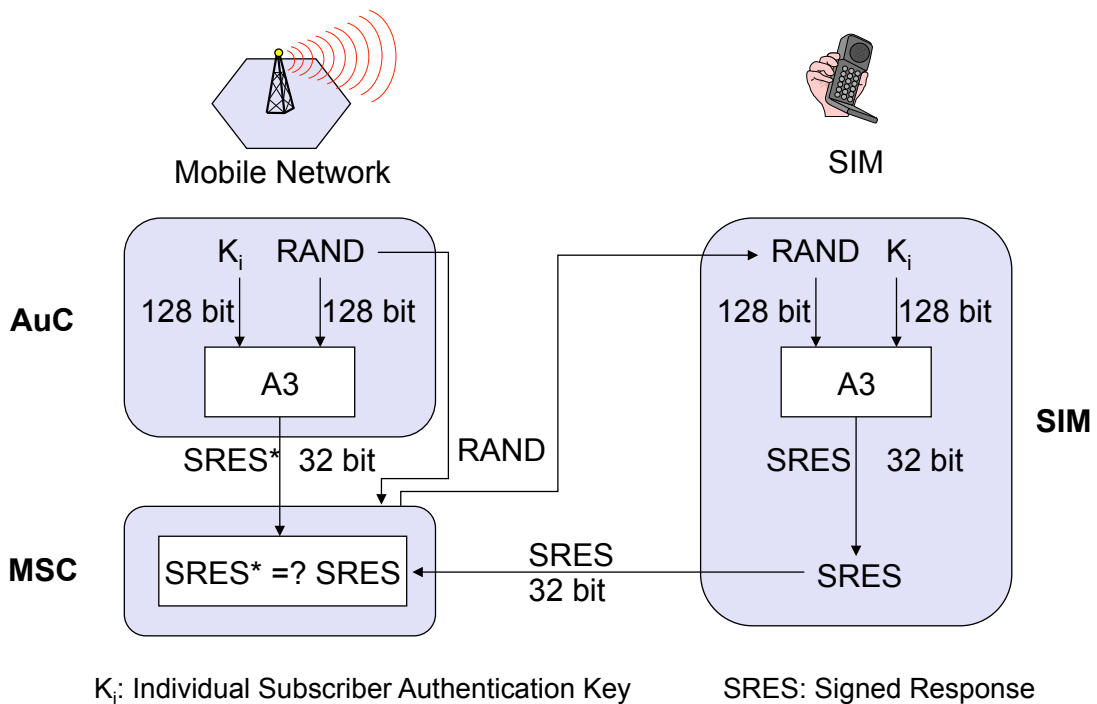 Mobile Network
SIM
K_i RAND
128 bit 128 bit
AuC
A3
SRES* 32 bit
RAND
MSC
SRES* =? SRES
RAND K_i
128 bit 128 bit
A3
SIM
SRES 32 bit
SRES
SRES
32 bit
K_i: Individual Subscriber Authentication Key
SRES: Signed Response